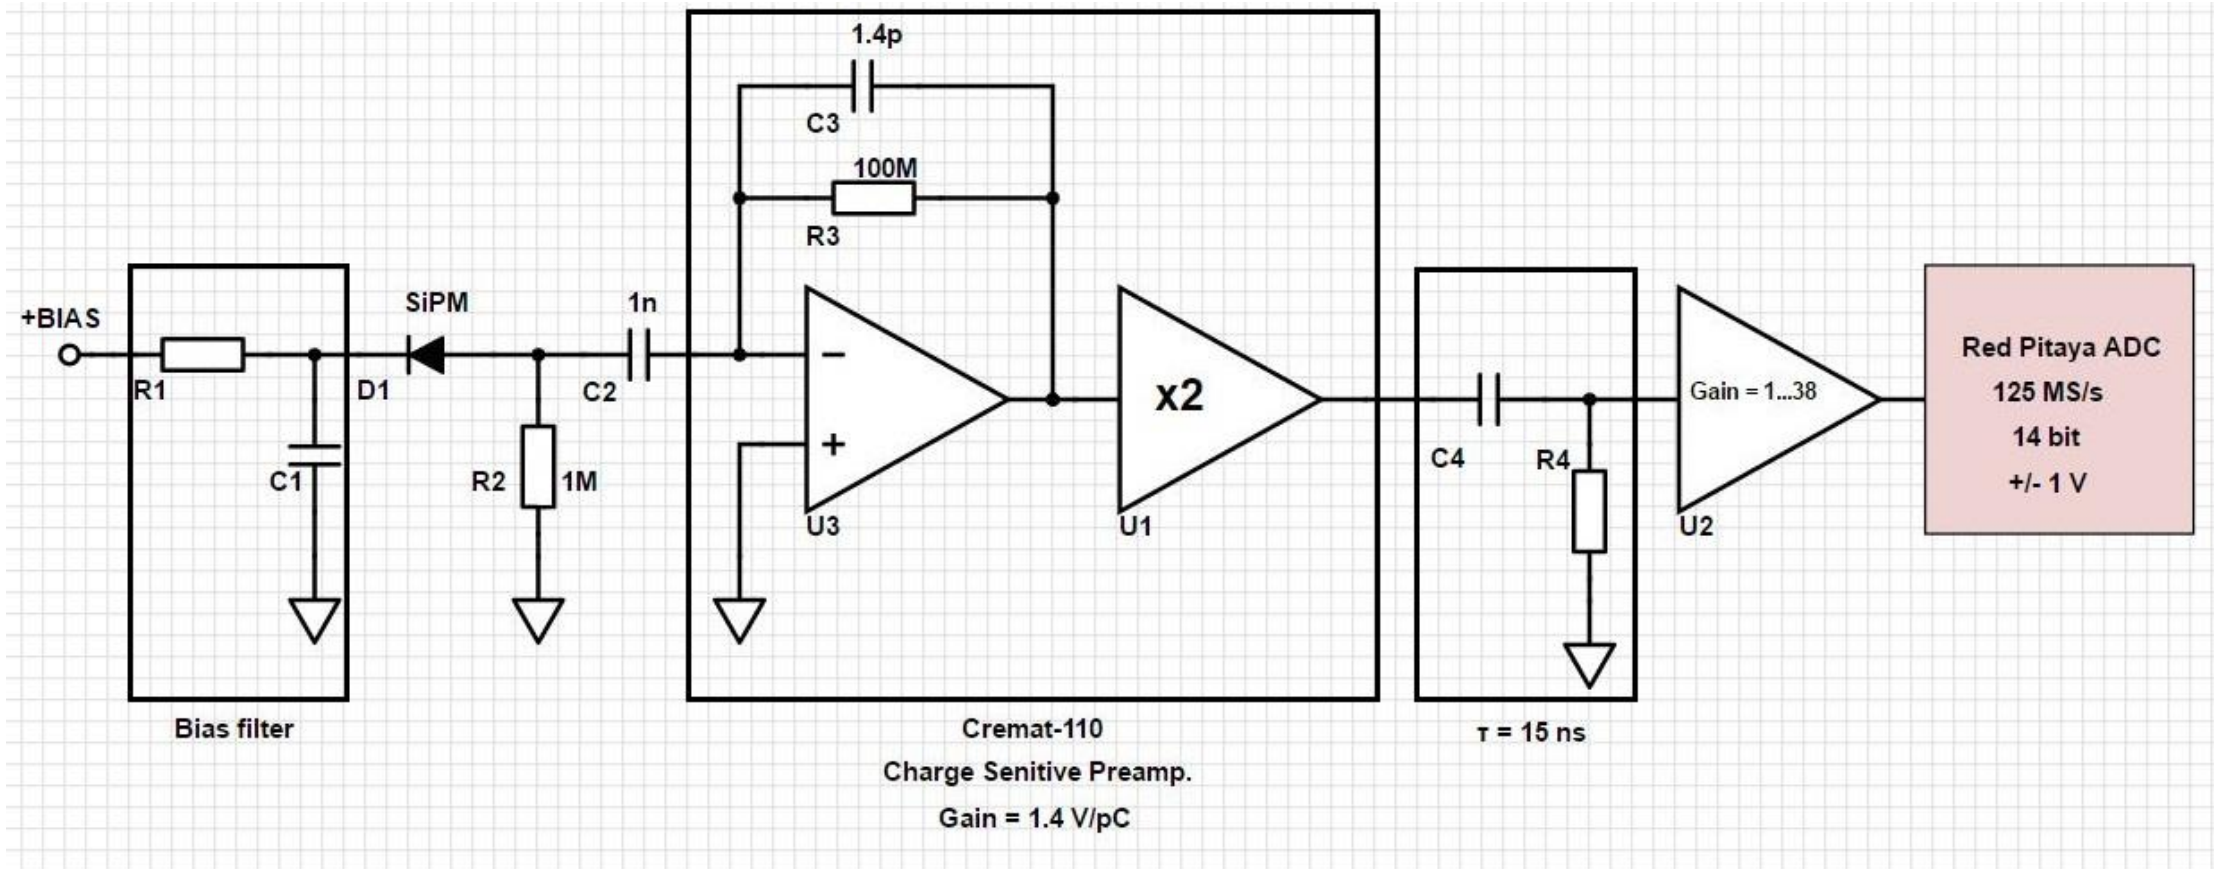 1.4p
C3
100M
R3
+BIAS
R1
C1
Bias filter
SiPM
D1
1n
C2
R2
1M
−
+
U3
x2
U1
Cremat-110
Charge Senitive Preamp.
Gain = 1.4 V/pC
C4
R4
τ = 15 ns
Gain = 1...38
U2
Red Pitaya ADC
125 MS/s
14 bit
+/- 1 V